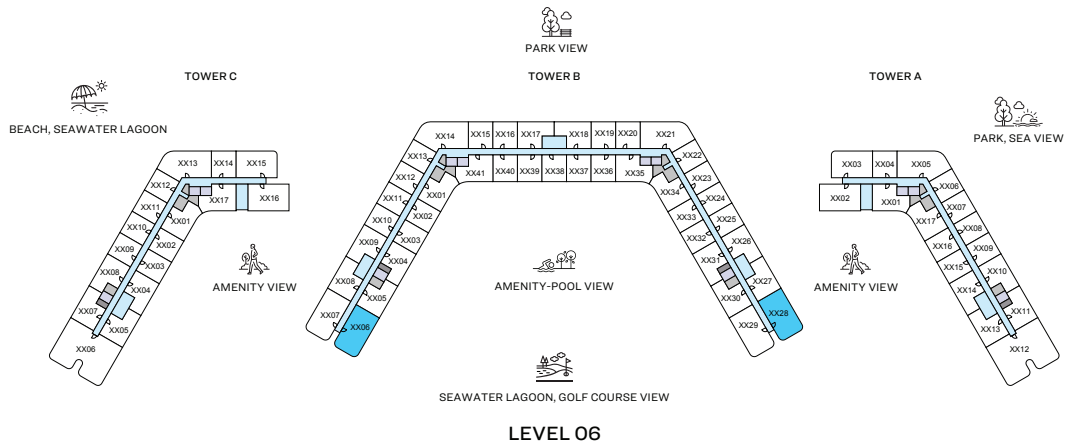 PARK VIEW
TOWER C
TOWER B
TOWER A
BEACH, SEAWATER LAGOON
PARK, SEA VIEW
XX13 XX14 XX15
XX12
XX11
XX10
XX09
XX08
XX07
XX06
XX05
XX04
XX03
XX02
XX01
XX17
XX16
AMENITY VIEW
XX14 XX15 XX16 XX17 XX18 XX19 XX20 XX21
XX13
XX12
XX11
XX10
XX09
XX08
XX07
XX06
XX05
XX04
XX03
XX02
XX01
XX41 XX40 XX39 XX38 XX37 XX36 XX35
XX22
XX23
XX24
XX25
XX26
XX27
XX28
XX29
XX30
XX31
XX32
XX33
XX34
AMENITY-POOL VIEW
XX03 XX04 XX05
XX02 XX01
XX06
XX07
XX08
XX09
XX10
XX11
XX12
XX13
XX14
XX15
XX16
XX17
AMENITY VIEW
SEAWATER LAGOON, GOLF COURSE VIEW
LEVEL 06